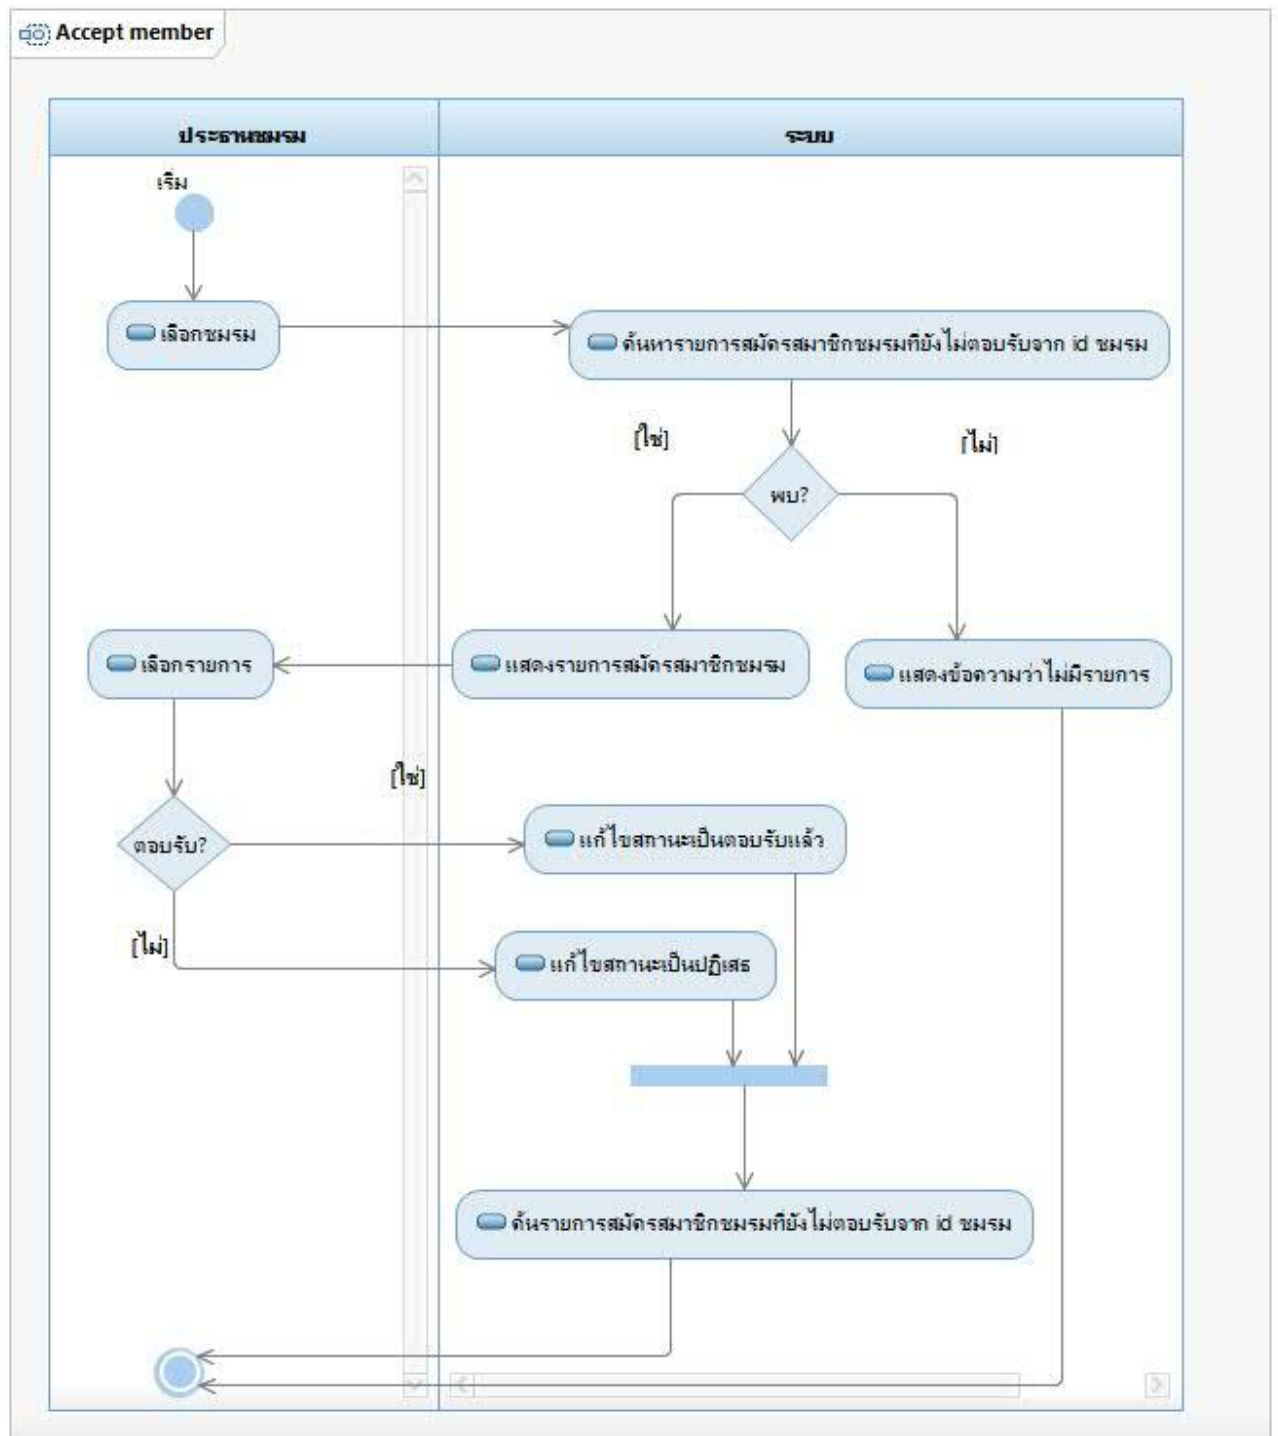 Accept member
ประธานชมรม
ระบบ
เริ่ม
เลือกชมรม
ค้นหารายการสมัครสมาชิกชมรมที่ยังไม่ตอบรับจาก id ชมรม
[ใช่]
[ไม่]
พบ?
เลือกรายการ
แสดงรายการสมัครสมาชิกชมรม
แสดงข้อความว่าไม่มีรายการ
[ใช่]
ตอบรับ?
แก้ไขสถานะเป็นตอบรับแล้ว
[ไม่]
แก้ไขสถานะเป็นปฏิเสธ
ค้นรายการสมัครสมาชิกชมรมที่ยังไม่ตอบรับจาก id ชมรม